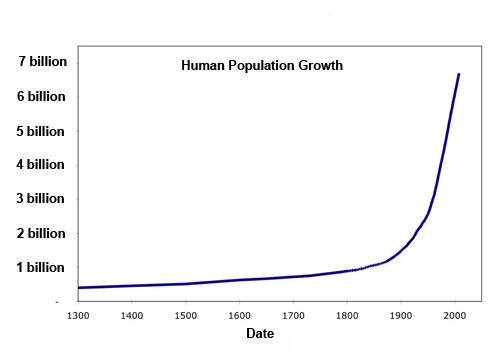 Human Population Growth
7 billion
6 billion
5 billion
4 billion
3 billion
2 billion
1 billion
-
1300 1400 1500 1600 1700 1800 1900 2000
Date